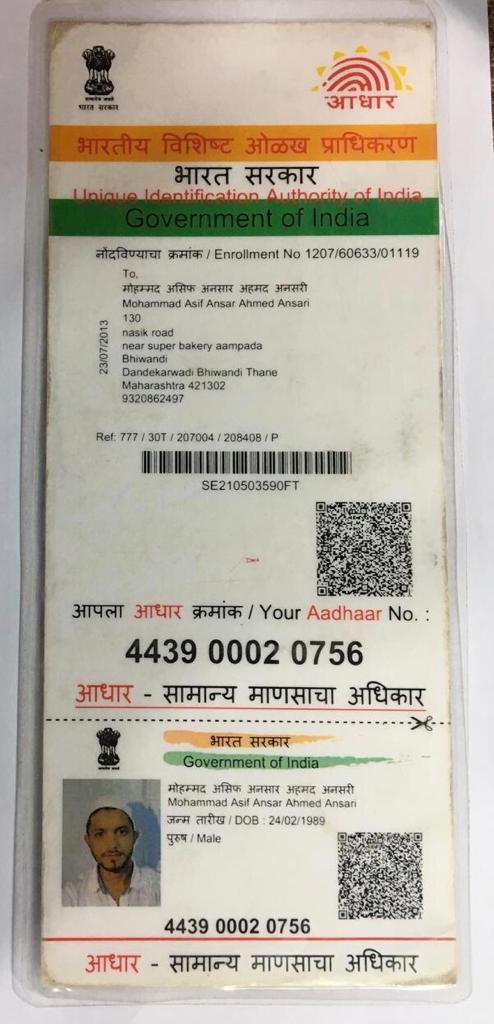 भारत सरकार
आधार
भारतीय विशिष्ट ओळख प्राधिकरण
भारत सरकार
Unique Identification Authority of India
Government of India
नोंदविण्याचा क्रमांक / Enrollment No 1207/60633/01119
To,
मोहम्मद असिफ अनसार अहमद अनसरी
Mohammad Asif Ansar Ahmed Ansari
130
nasik road
near super bakery aampada
Bhiwandi
Dandekarwadi Bhiwandi Thane
Maharashtra 421302
9320862497
23/07/2013
Ref: 777 / 30T / 207004 / 208408 / P
SE210503590FT
आपला आधार क्रमांक / Your Aadhaar No. :
4439 0002 0756
आधार - सामान्य माणसाचा अधिकार
भारत सरकार
Government of India
मोहम्मद असिफ अनसार अहमद अनसरी
Mohammad Asif Ansar Ahmed Ansari
जन्म तारीख / DOB : 24/02/1989
पुरुष / Male
4439 0002 0756
आधार - सामान्य माणसाचा अधिकार